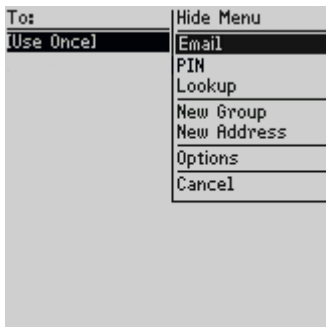 To:
[Use Once]
Hide Menu
Email
PIN
Lookup
New Group
New Address
Options
Cancel